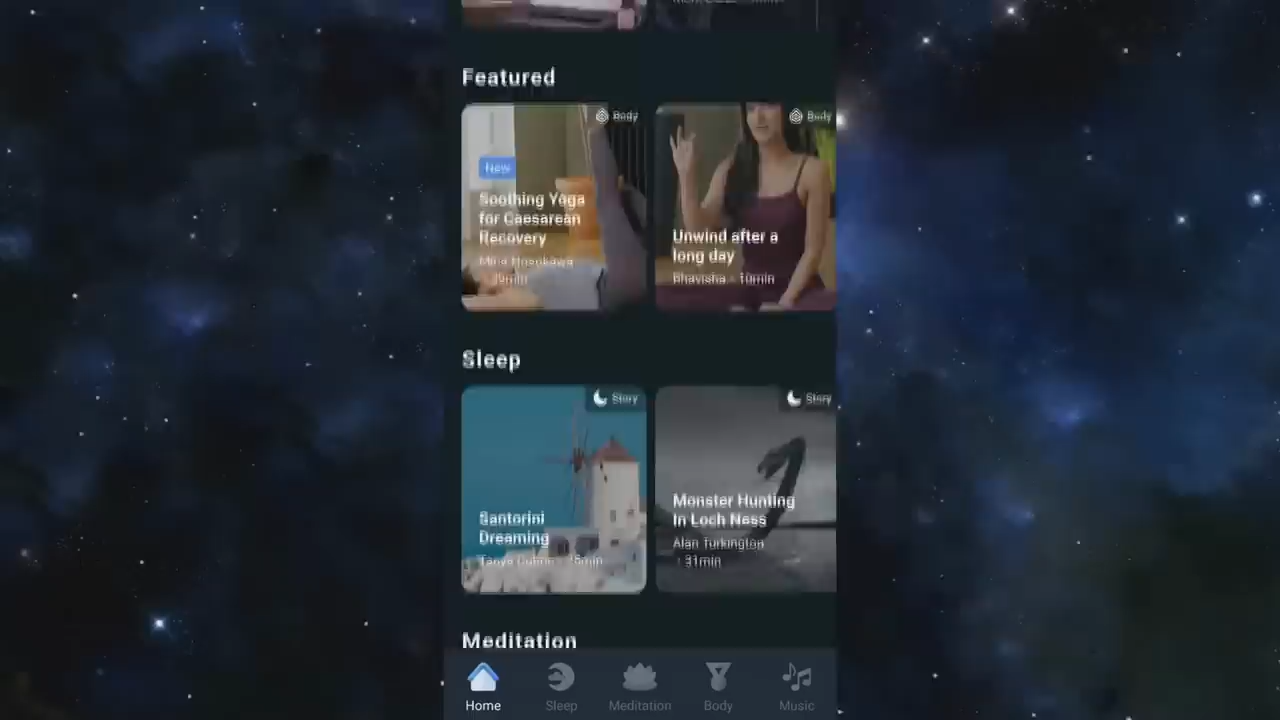 Featured
Body
New
Soothing Yoga
for Caesarean
Recovery
Body
Unwind after a
long day
Bhavisha · 10min
Sleep
Story
Santorini
Dreaming
Story
Monster Hunting
In Loch Ness
Alan Turkington
· 31min
Meditation
Home
Sleep
Meditation
Body
Music